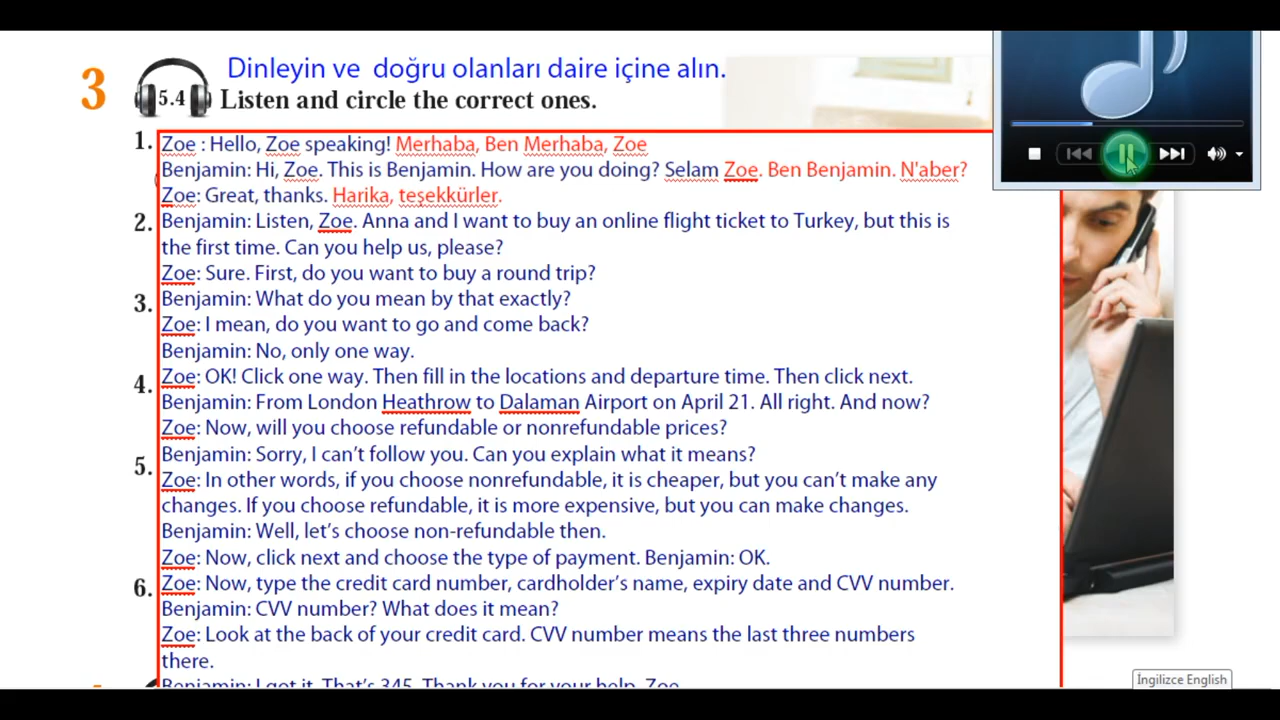 3
5.4
Dinleyin ve doğru olanları daire içine alın.
Listen and circle the correct ones.
1.
Zoe : Hello, Zoe speaking! Merhaba, Ben Merhaba, Zoe
Benjamin: Hi, Zoe. This is Benjamin. How are you doing? Selam Zoe. Ben Benjamin. N'aber?
Zoe: Great, thanks. Harika, teşekkürler.
2.
Benjamin: Listen, Zoe. Anna and I want to buy an online flight ticket to Turkey, but this is
the first time. Can you help us, please?
Zoe: Sure. First, do you want to buy a round trip?
3.
Benjamin: What do you mean by that exactly?
Zoe: I mean, do you want to go and come back?
Benjamin: No, only one way.
4.
Zoe: OK! Click one way. Then fill in the locations and departure time. Then click next.
Benjamin: From London Heathrow to Dalaman Airport on April 21. All right. And now?
Zoe: Now, will you choose refundable or nonrefundable prices?
5.
Benjamin: Sorry, I can't follow you. Can you explain what it means?
Zoe: In other words, if you choose nonrefundable, it is cheaper, but you can't make any
changes. If you choose refundable, it is more expensive, but you can make changes.
Benjamin: Well, let's choose non-refundable then.
Zoe: Now, click next and choose the type of payment. Benjamin: OK.
6.
Zoe: Now, type the credit card number, cardholder's name, expiry date and CVV number.
Benjamin: CVV number? What does it mean?
Zoe: Look at the back of your credit card. CVV number means the last three numbers
there.
Benjamin: I got it. That's 345. Thank you for your help, Zoe.
İngilizce English